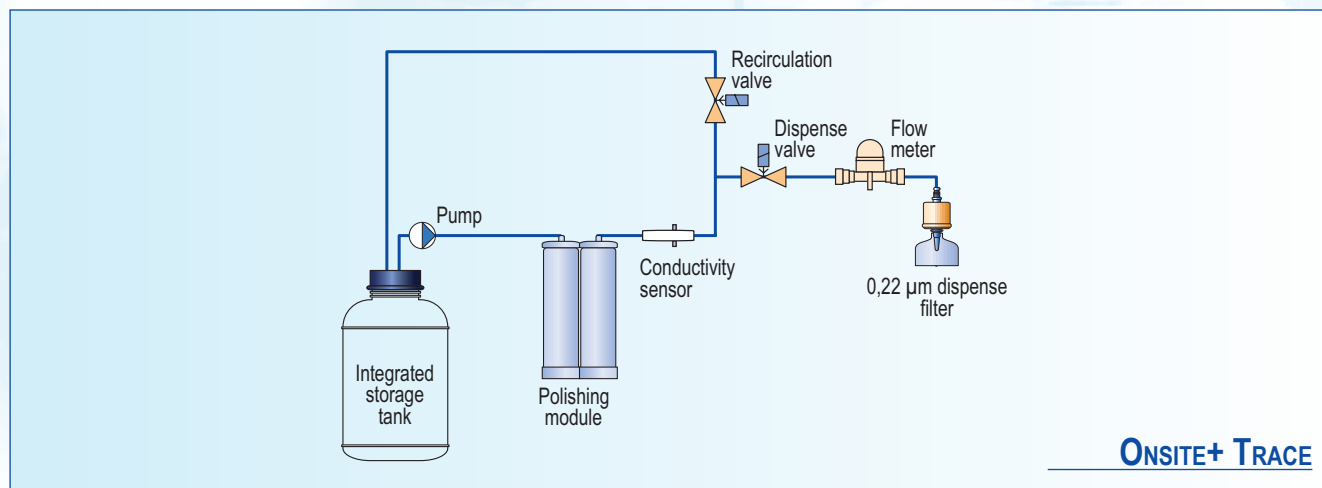 Recirculation
valve
Dispense
valve
Flow
meter
Pump
Conductivity
sensor
0,22 µm dispense
filter
Integrated
storage
tank
Polishing
module
ONSITE+ TRACE